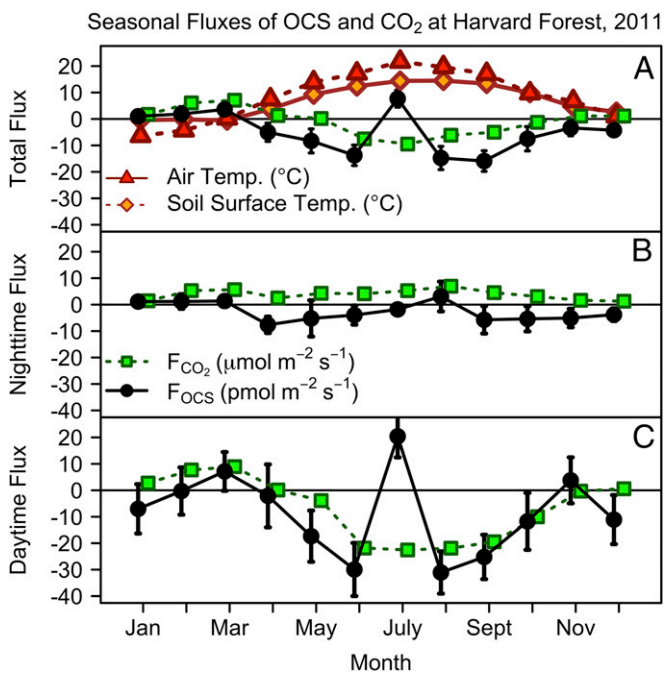 Seasonal Fluxes of OCS and CO₂ at Harvard Forest, 2011
A
Total Flux
20
10
0
-10
-20
-30
-40
Air Temp. (°C)
Soil Surface Temp. (°C)
B
Nighttime Flux
20
10
0
-10
-20
-30
-40
F_CO₂ (μmol m⁻² s⁻¹)
F_OCS (pmol m⁻² s⁻¹)
C
Daytime Flux
20
10
0
-10
-20
-30
-40
Jan Mar May July Sept Nov
Month